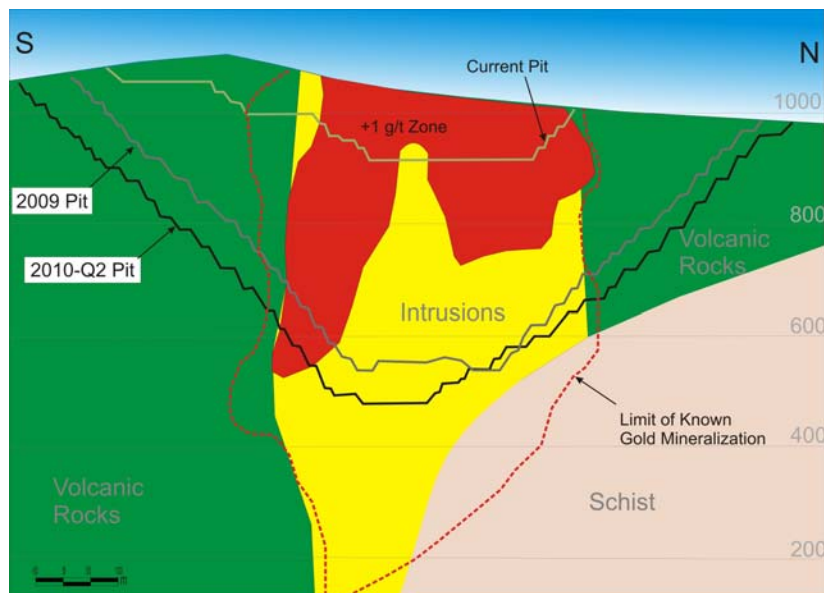 S
N
Current Pit
1000
+1 g/t Zone
2009 Pit
800
Volcanic
Rocks
2010-Q2 Pit
Intrusions
600
Limit of Known
Gold Mineralization
400
Volcanic
Rocks
Schist
200